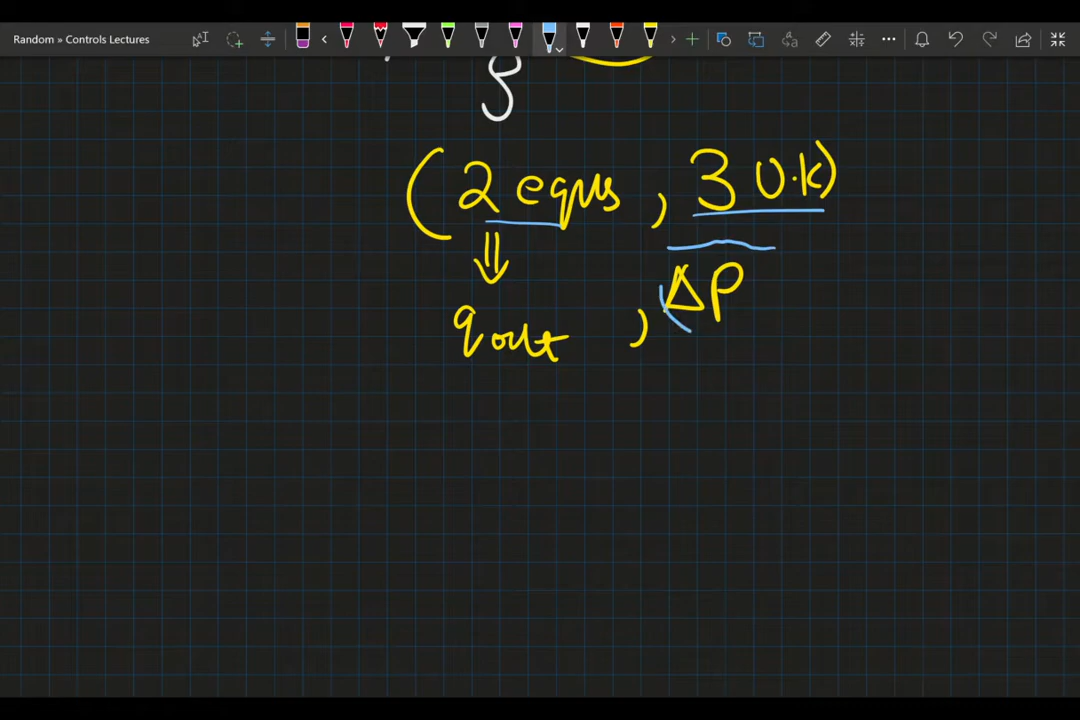 Random » Controls Lectures
(2 equs, 3 U.K)
⇓
qout , ΔP